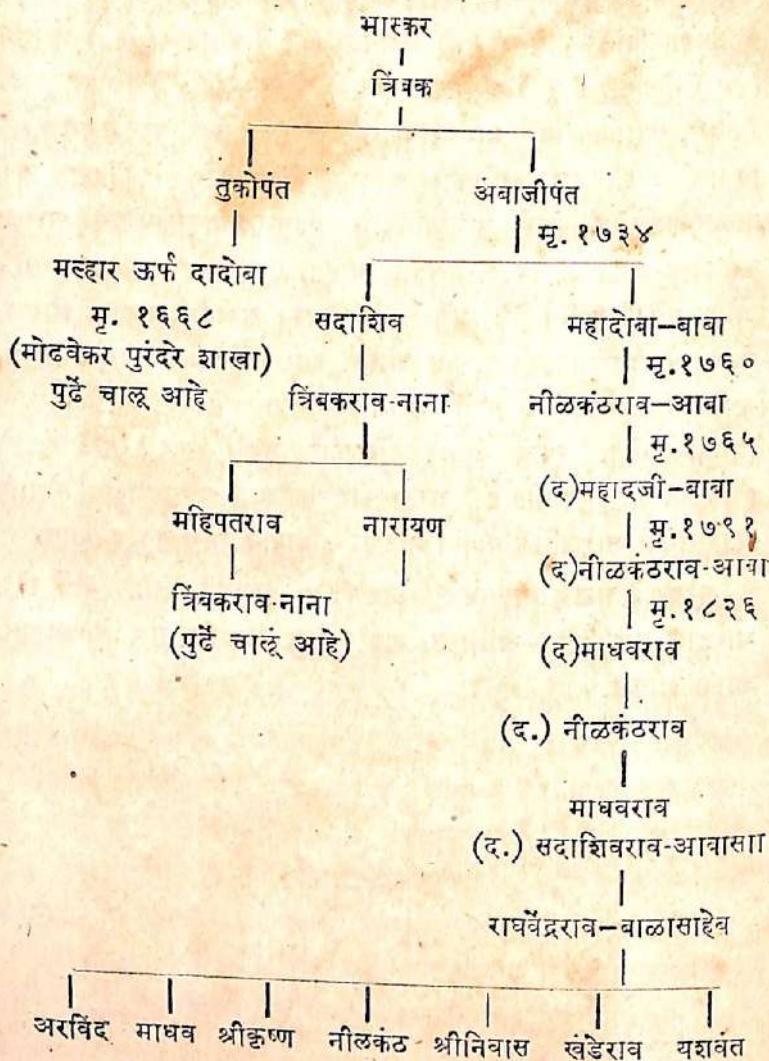 भास्कर
त्रिंबक
तुकोपंत अंबाजीपंत
मृ. १७३४
मल्हार ऊर्फ दादोबा
मृ. १६६८ सदाशिव महादोबा-बाबा
(मोढवेकर पुरंदरे शाखा) मृ.१७६०
पुढें चालू आहे त्रिंबकराव-नाना नीळकंठराव-आबा
मृ.१७६५
(द)महादजी-बाबा
महिपतराव नारायण मृ.१७९१
(द)नीळकंठराव-आबा
त्रिंबकराव-नाना मृ.१८२६
(पुढें चालूं आहे) (द)माधवराव
(द.) नीळकंठराव
माधवराव
(द.) सदाशिवराव-आबासाा
राघवेंद्रराव-बाळासाहेब
अरविंद माधव श्रीकृष्ण नीलकंठ श्रीनिवास खंडेराव यशवंत